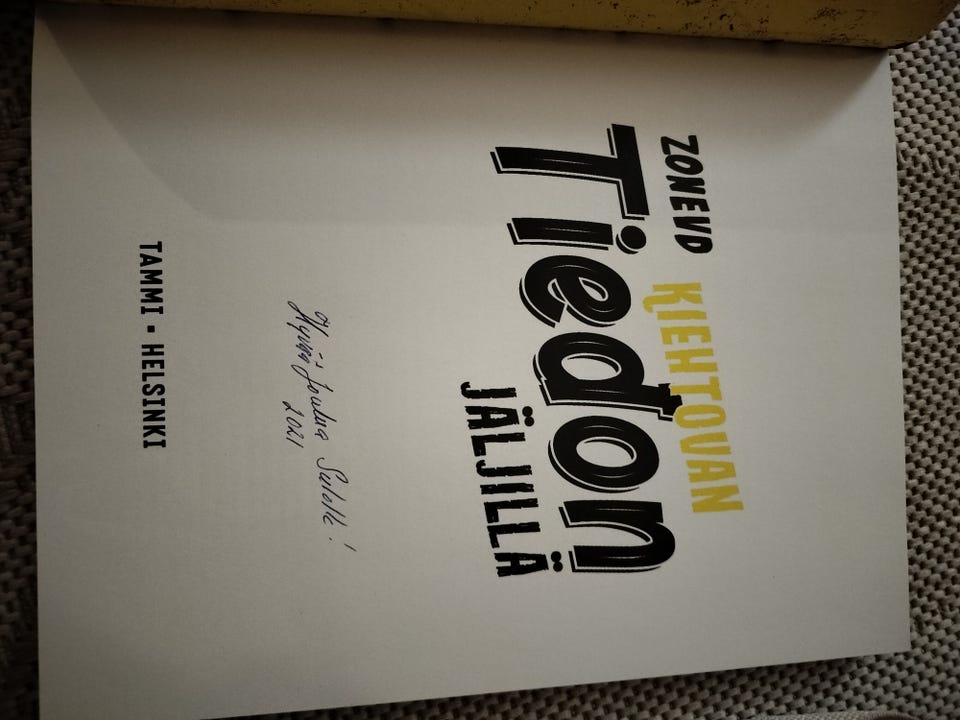 ZONEVD KIEHTOVAN
Tiedon
JÄLJILLÄ
Hyvää Joulua
2021
TAMMI • HELSINKI